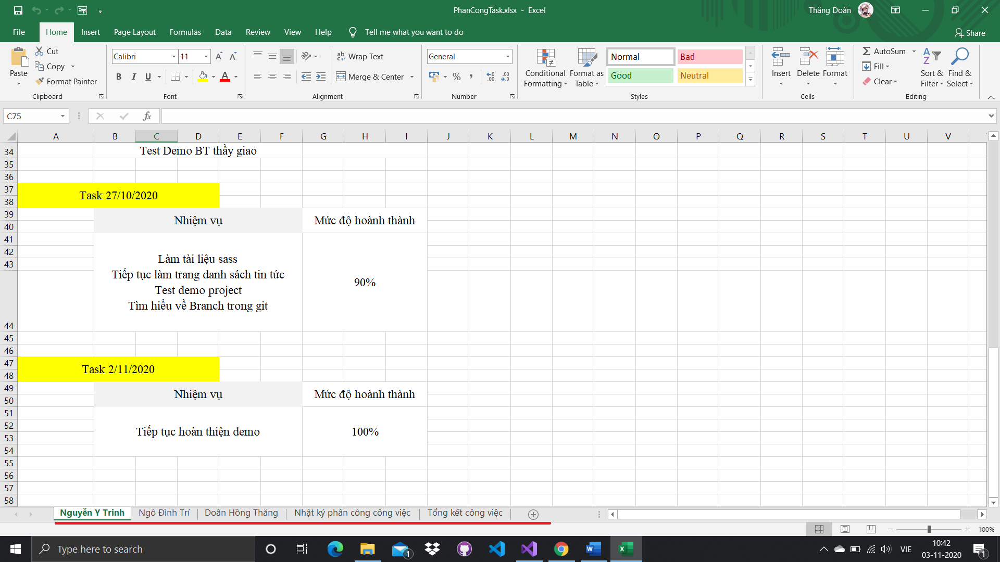 PhanCongTask.xlsx - Excel
Thăng Doãn
File Home Insert Page Layout Formulas Data Review View Help Tell me what you want to do
Share
Paste
Cut
Copy
Format Painter
Clipboard
Calibri 11
B I U
Font
Wrap Text
Merge & Center
Alignment
General
Number
Conditional Formatting
Format as Table
Normal Bad
Good Neutral
Styles
Insert Delete Format
Cells
AutoSum
Fill
Clear
Sort & Filter
Find & Select
Editing
C75
fx
A B C D E F G H I J K L M N O P Q R S T U V
34 Test Demo BT thầy giao
35
36
37
Task 27/10/2020
38
39
Nhiệm vụ Mức độ hoành thành
40
41
42
43
Làm tài liệu sass
Tiếp tục làm trang danh sách tin tức
Test demo project
Tìm hiểu về Branch trong git
90%
44
45
46
47
Task 2/11/2020
48
49
Nhiệm vụ Mức độ hoành thành
50
51
52
Tiếp tục hoàn thiện demo 100%
53
54
55
56
57
58
Nguyễn Y Trinh Ngô Đình Trí Doãn Hồng Thăng Nhật ký phân công công việc Tổng kết công việc
100%
Type here to search
1
VIE
10:42
03-11-2020
1